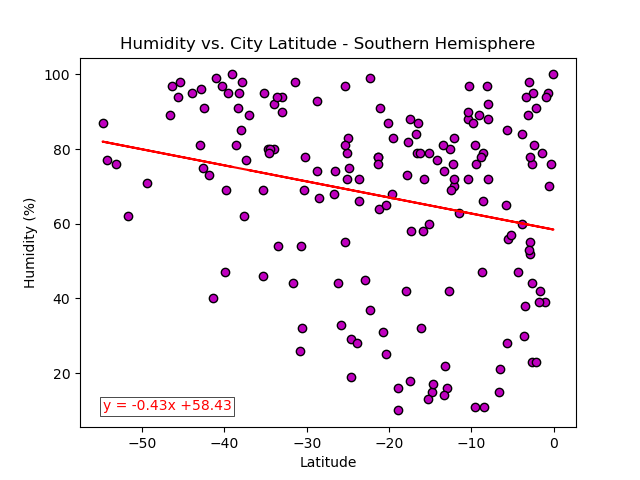 Humidity vs. City Latitude - Southern Hemisphere
100
80
60
40
20
Humidity (%)
y = -0.43x +58.43
−50 −40 −30 −20 −10 0
Latitude